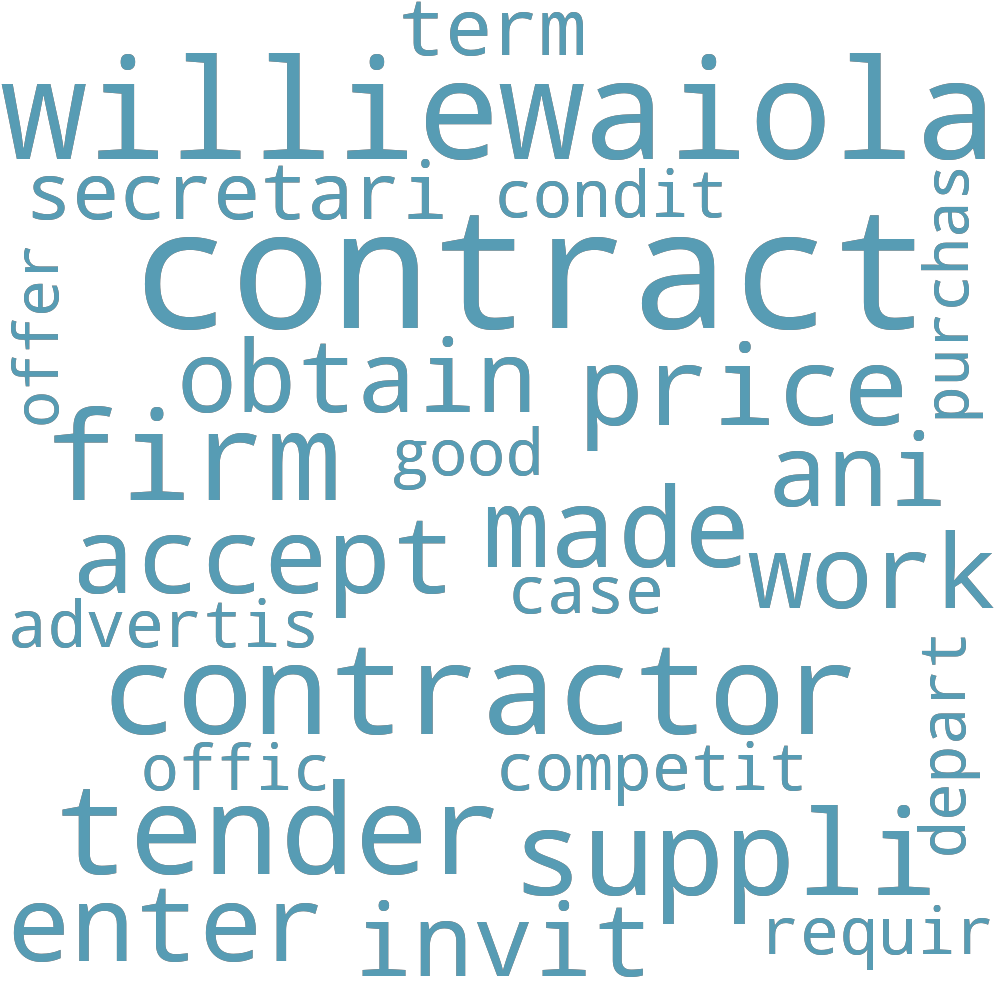 term
williewaiola
secretari condit
purchas
contract
offer
obtain price
firm good ani
accept made work
case
advertis
contractor
depart
offic competit
tender suppli
enter invit requir